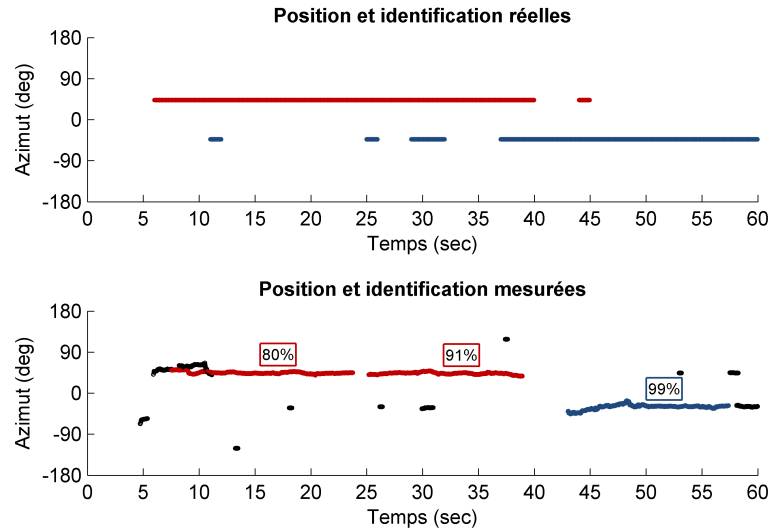 Position et identification réelles
180
90
0
-90
-180
Azimut (deg)
0 5 10 15 20 25 30 35 40 45 50 55 60
Temps (sec)
Position et identification mesurées
180
90
0
-90
-180
Azimut (deg)
80%
91%
99%
0 5 10 15 20 25 30 35 40 45 50 55 60
Temps (sec)